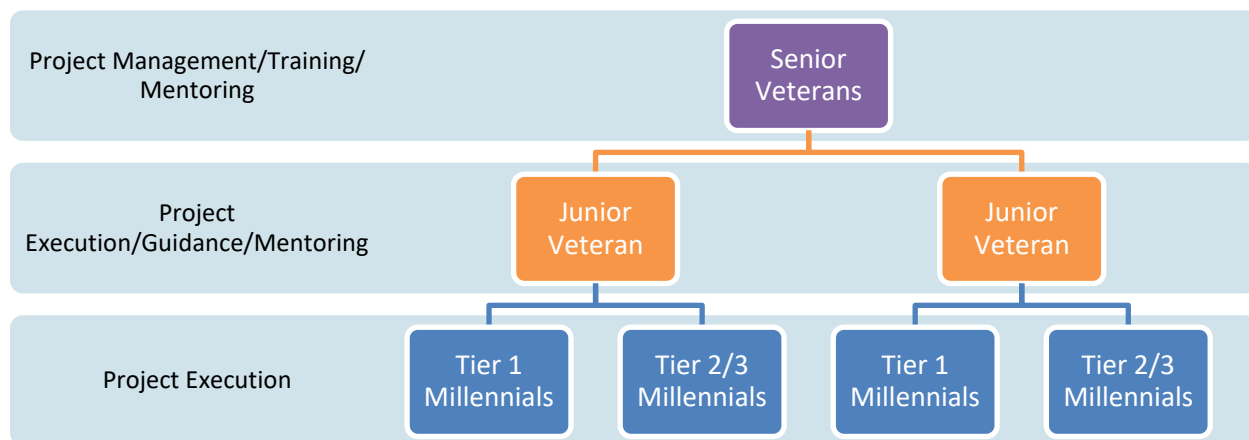 Project Management/Training/
Mentoring
Senior
Veterans
Project
Execution/Guidance/Mentoring
Junior
Veteran
Junior
Veteran
Project Execution
Tier 1
Millennials
Tier 2/3
Millennials
Tier 1
Millennials
Tier 2/3
Millennials